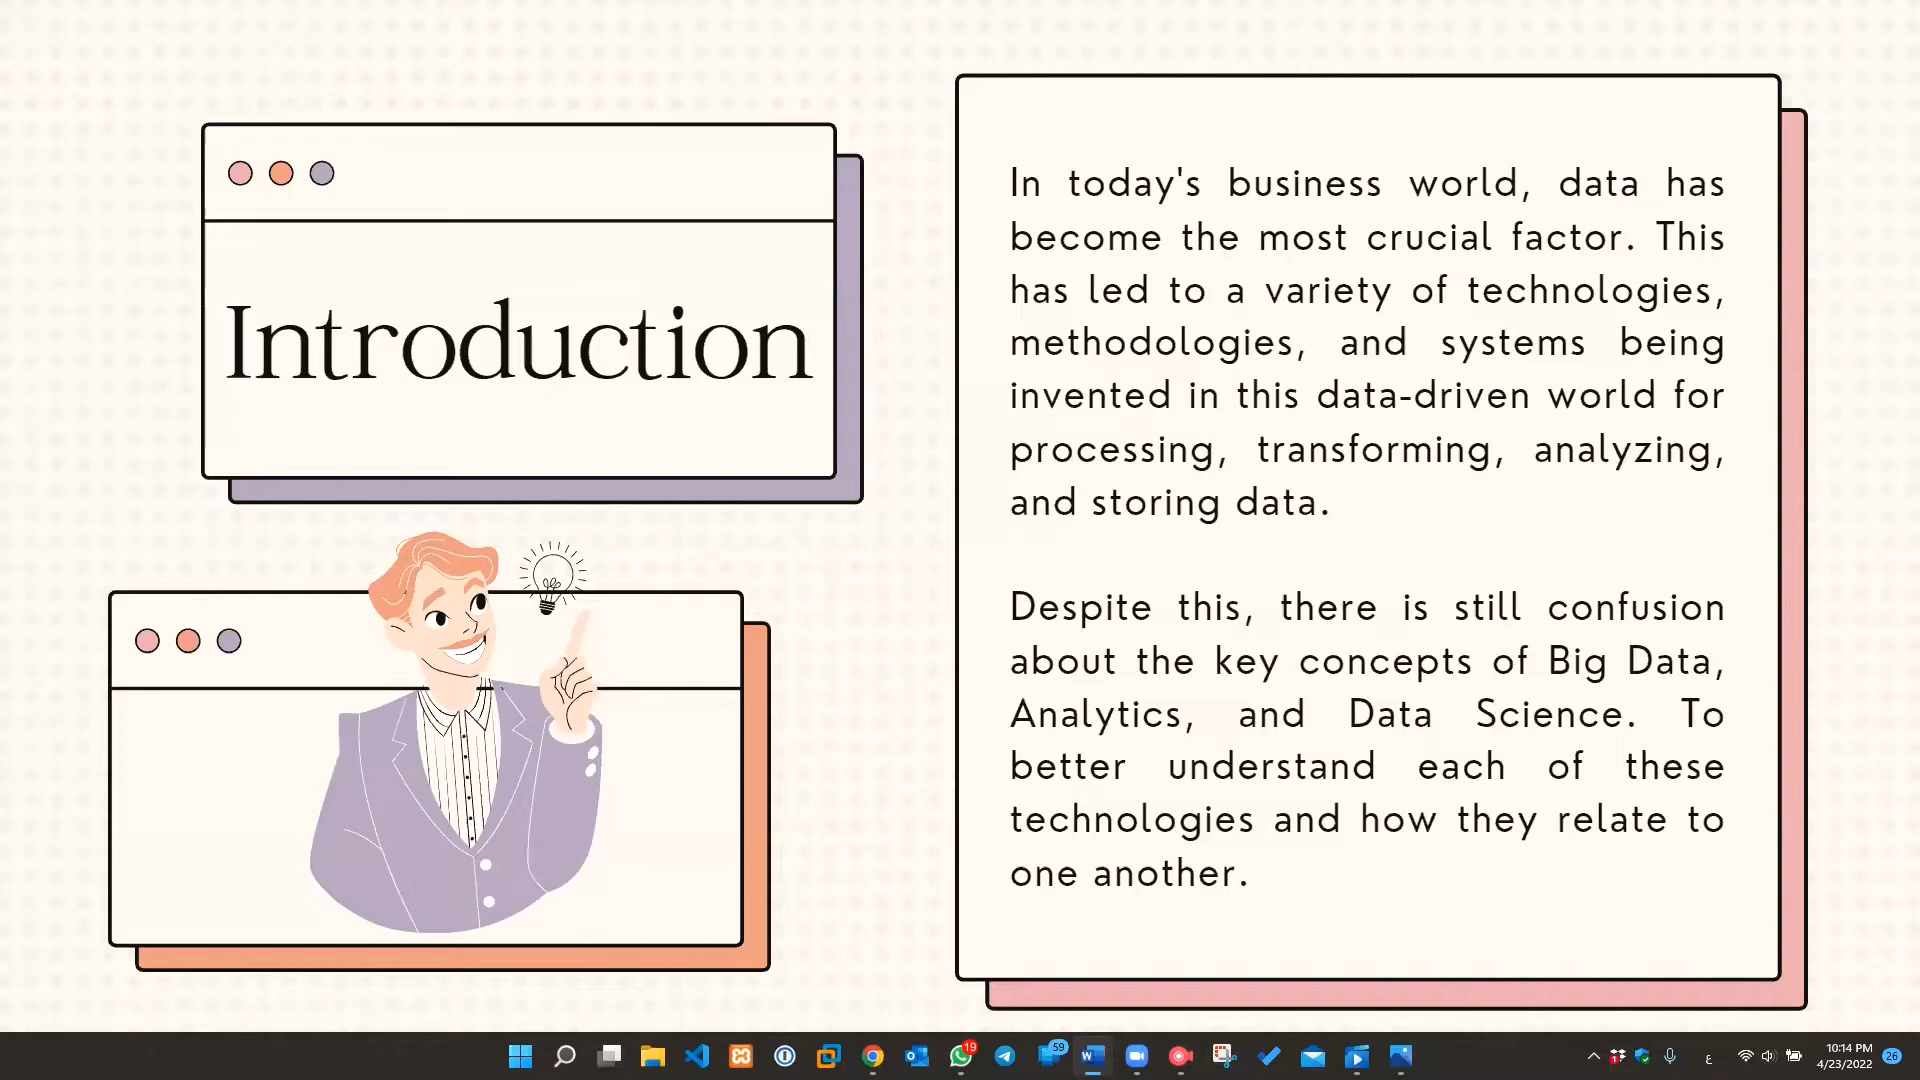 Introduction
In today's business world, data has
become the most crucial factor. This
has led to a variety of technologies,
methodologies, and systems being
invented in this data-driven world for
processing, transforming, analyzing,
and storing data.
Despite this, there is still confusion
about the key concepts of Big Data,
Analytics, and Data Science. To
better understand each of these
technologies and how they relate to
one another.
19
59
W
ع
10:14 PM
4/23/2022
26